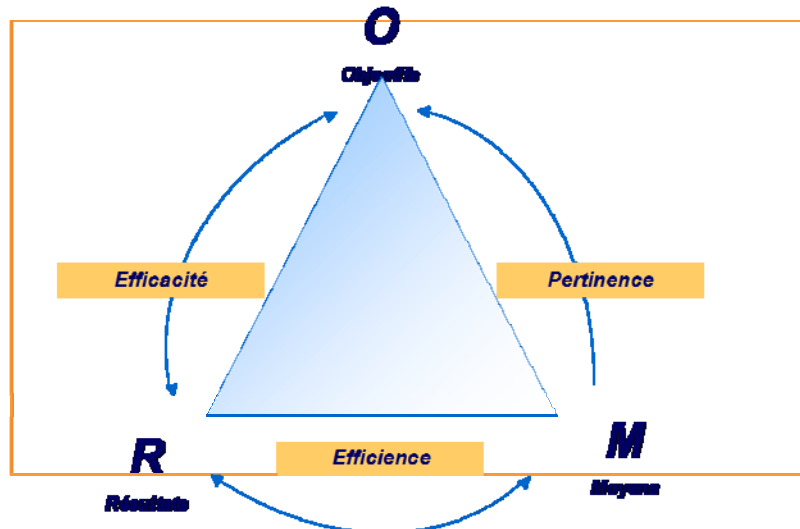 O
Objectifs
Efficacité
Pertinence
R
Efficience
M
Résultats
Moyens